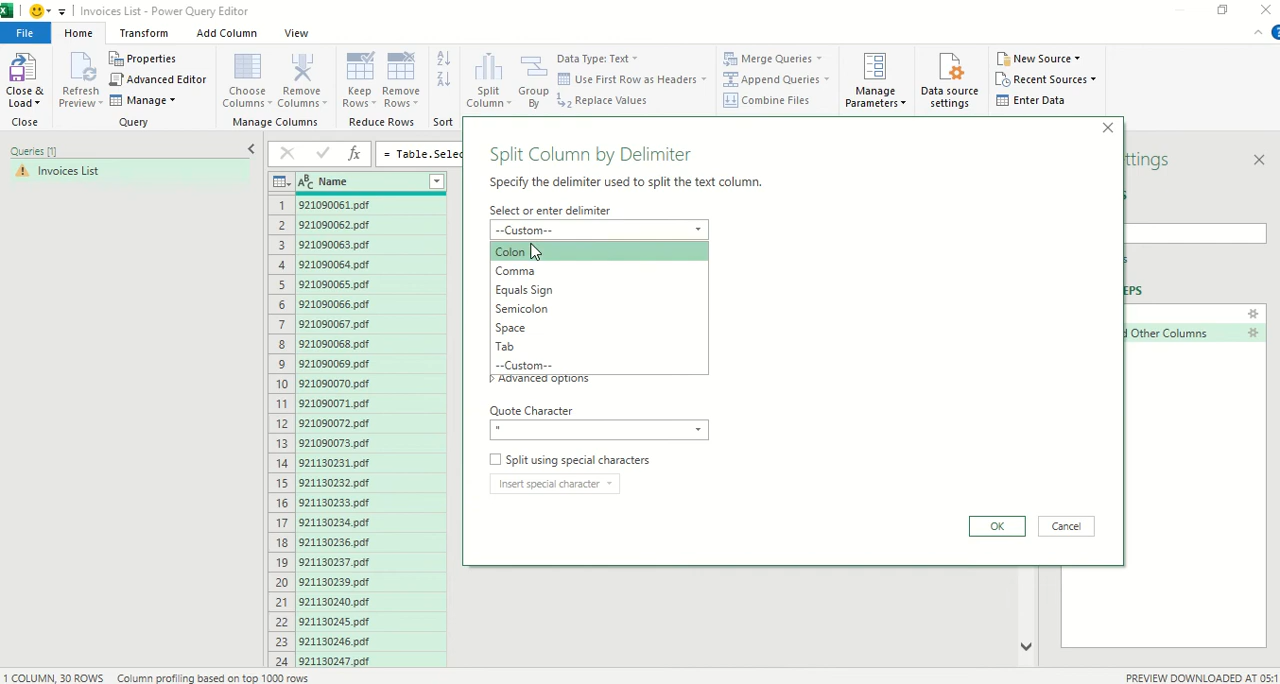 Invoices List - Power Query Editor
File Home Transform Add Column View
Close & Load
Refresh Preview
Properties
Advanced Editor
Manage
Choose Columns
Remove Columns
Keep Rows
Remove Rows
Split Column
Group By
Data Type: Text
Use First Row as Headers
Replace Values
Merge Queries
Append Queries
Combine Files
Manage Parameters
Data source settings
New Source
Recent Sources
Enter Data
Close Query Manage Columns Reduce Rows Sort
Queries [1]
Invoices List
fx = Table.Selec
ABC Name
1 921090061.pdf
2 921090062.pdf
3 921090063.pdf
4 921090064.pdf
5 921090065.pdf
6 921090066.pdf
7 921090067.pdf
8 921090068.pdf
9 921090069.pdf
10 921090070.pdf
11 921090071.pdf
12 921090072.pdf
13 921090073.pdf
14 921130231.pdf
15 921130232.pdf
16 921130233.pdf
17 921130234.pdf
18 921130236.pdf
19 921130237.pdf
20 921130239.pdf
21 921130240.pdf
22 921130245.pdf
23 921130246.pdf
24 921130247.pdf
Split Column by Delimiter
Specify the delimiter used to split the text column.
Select or enter delimiter
--Custom--
Colon
Comma
Equals Sign
Semicolon
Space
Tab
--Custom--
Advanced options
Quote Character
"
Split using special characters
Insert special character
OK Cancel
ttings
S
s
EPS
d Other Columns
1 COLUMN, 30 ROWS Column profiling based on top 1000 rows
PREVIEW DOWNLOADED AT 05:1